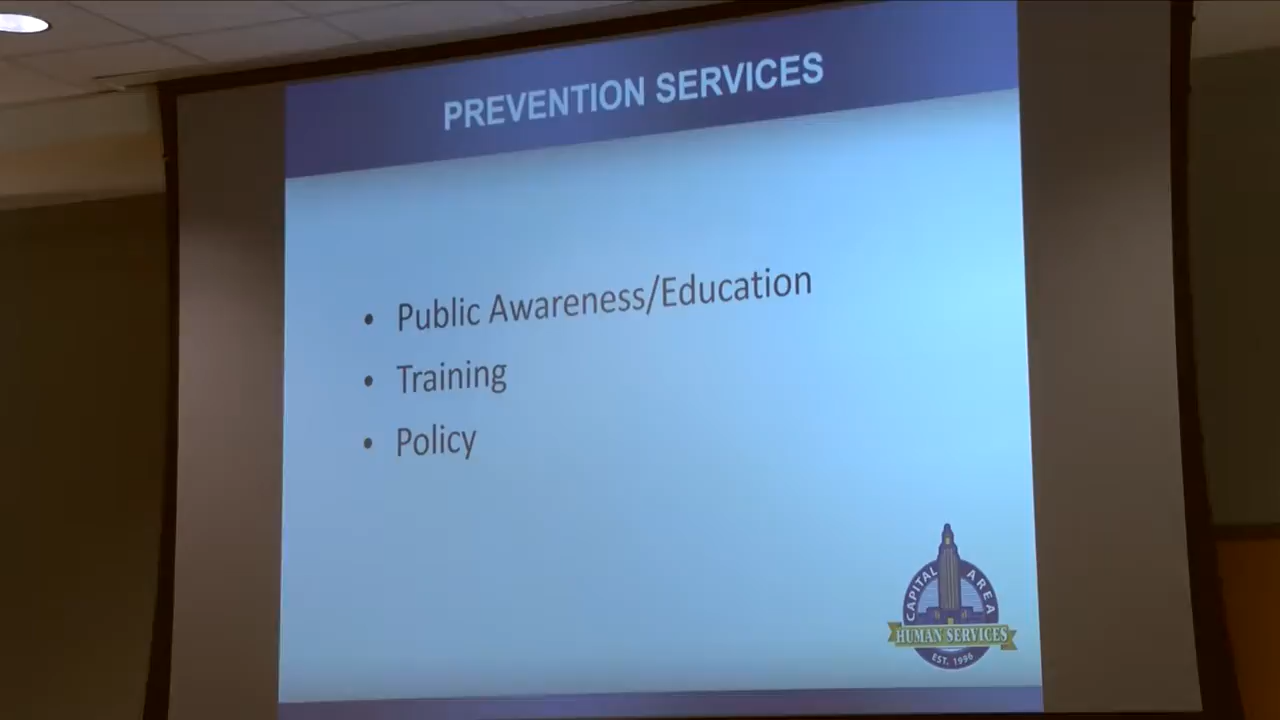 PREVENTION SERVICES
• Public Awareness/Education
• Training
• Policy
CAPITAL AREA
HUMAN SERVICES
EST. 1996